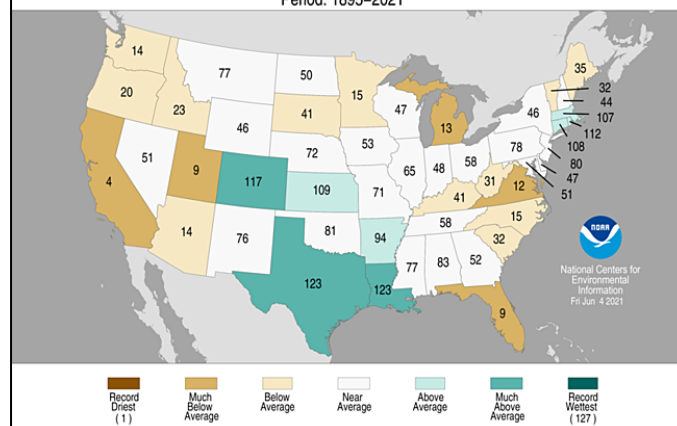 Period: 1895-2021
14
77
50
15
35
32
44
107
112
108
80
47
51
20
23
46
41
47
13
46
4
51
9
117
72
53
65
48
58
78
31
12
109
71
41
15
14
76
81
94
58
32
123
123
77
83
52
9
NOAA
National Centers for
Environmental
Information
Fri Jun 4 2021
Record
Driest
(1)
Much
Below
Average
Below
Average
Near
Average
Above
Average
Much
Above
Average
Record
Wettest
(127)